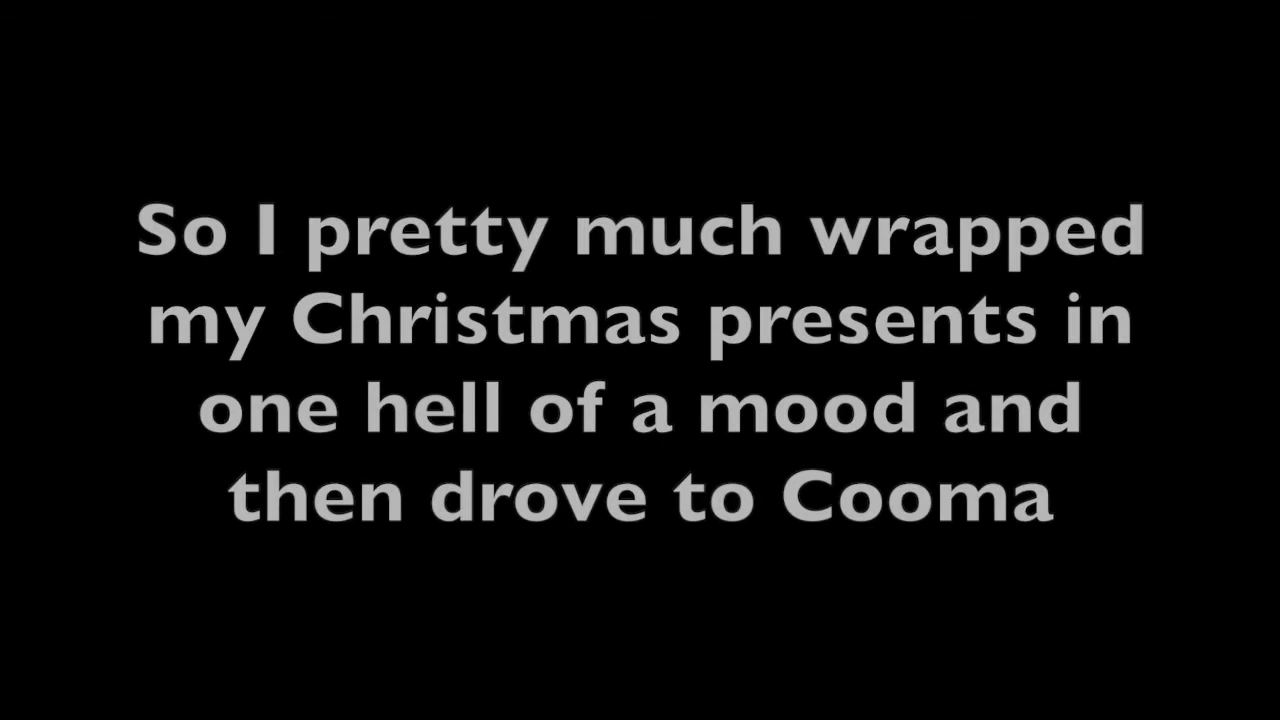 So I pretty much wrapped
my Christmas presents in
one hell of a mood and
then drove to Cooma